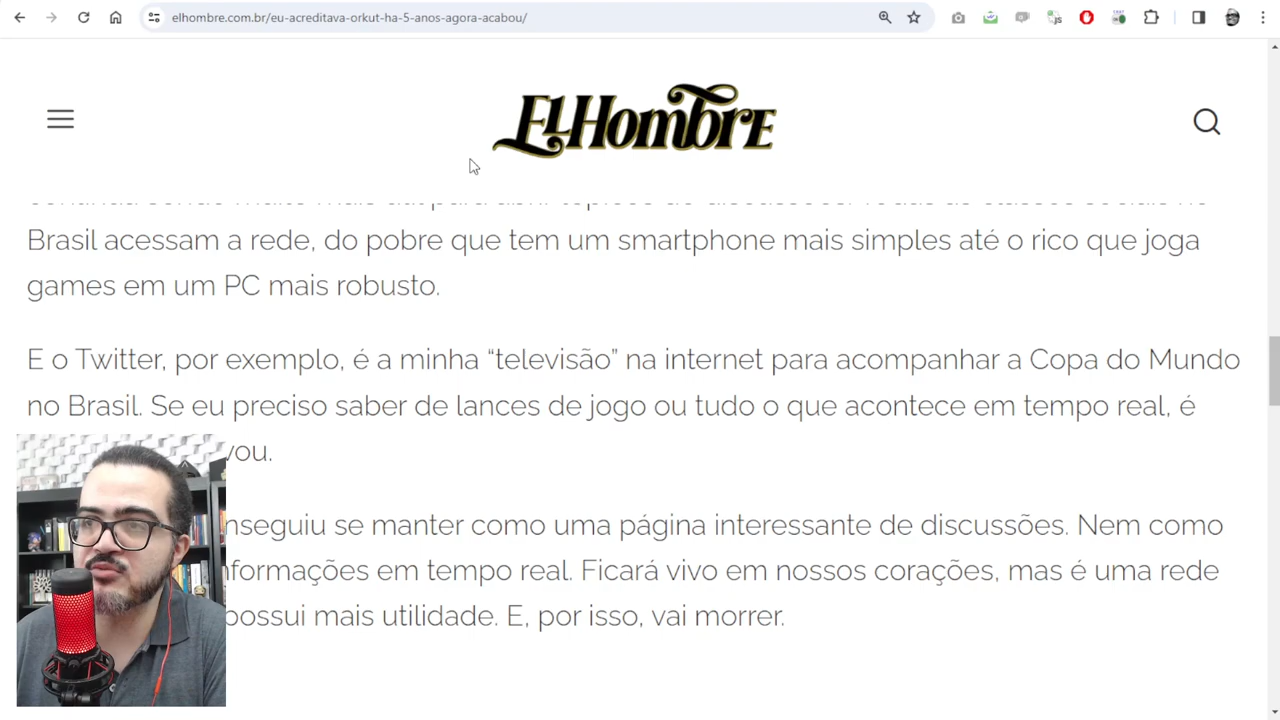 elhombre.com.br/eu-acreditava-orkut-ha-5-anos-agora-acabou/
ElHombre
Brasil acessam a rede, do pobre que tem um smartphone mais simples até o rico que joga
games em um PC mais robusto.
E o Twitter, por exemplo, é a minha “televisão” na internet para acompanhar a Copa do Mundo
no Brasil. Se eu preciso saber de lances de jogo ou tudo o que acontece em tempo real, é
vou.
nseguiu se manter como uma página interessante de discussões. Nem como
nformações em tempo real. Ficará vivo em nossos corações, mas é uma rede
possui mais utilidade. E, por isso, vai morrer.